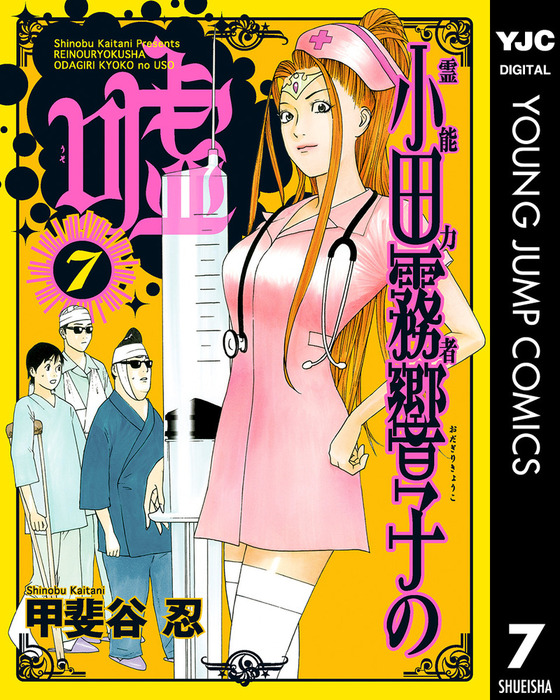 Shinobu Kaitani Presents
REINOURYOKUSHA
ODAGIRI KYOKO no USO
霊能力者
小田霧響子の
おだぎりきょうこ
嘘
うそ
7
Shinobu Kaitani
甲斐谷 忍
YJC
DIGITAL
YOUNG JUMP COMICS
7
SHUEISHA